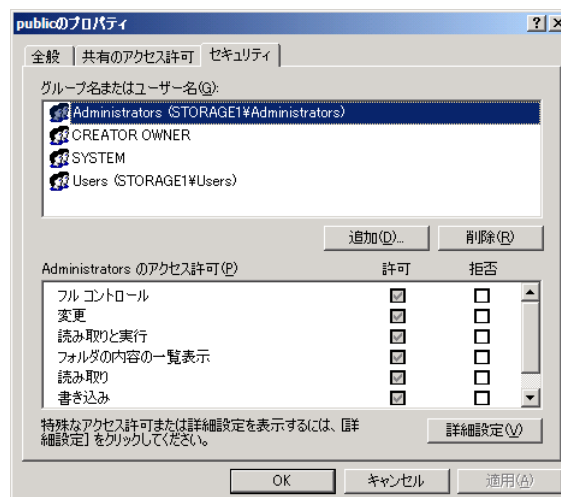 publicのプロパティ
全般 共有のアクセス許可 セキュリティ
グループ名またはユーザー名(G):
Administrators (STORAGE1¥Administrators)
CREATOR OWNER
SYSTEM
Users (STORAGE1¥Users)
追加(D)... 削除(R)
Administrators のアクセス許可(P) 許可 拒否
フル コントロール
変更
読み取りと実行
フォルダの内容の一覧表示
読み取り
書き込み
特殊なアクセス許可または詳細設定を表示するには、[詳
細設定] をクリックしてください。
詳細設定(V)
OK キャンセル 適用(A)